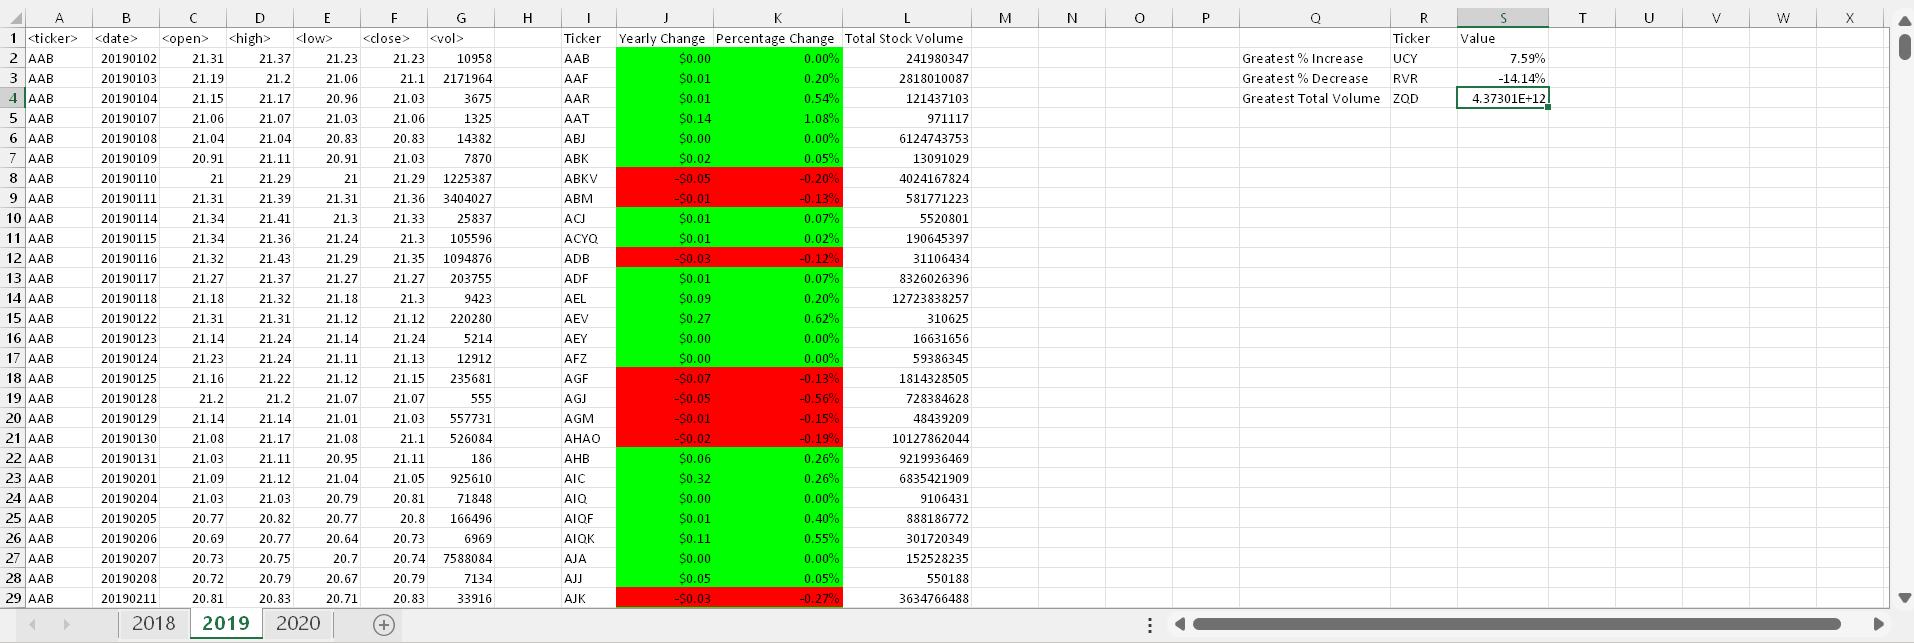 A B C D E F G H I J K L M N O P Q R S T U V W X
1 <ticker> <date> <open> <high> <low> <close> <vol> Ticker Yearly Change Percentage Change Total Stock Volume Ticker Value
2 AAB 20190102 21.31 21.37 21.23 21.23 10958 AAB $0.00 0.00% 241980347 Greatest % Increase UCY 7.59%
3 AAB 20190103 21.19 21.2 21.06 21.1 2171964 AAF $0.01 0.20% 2818010087 Greatest % Decrease RVR -14.14%
4 AAB 20190104 21.15 21.17 20.96 21.03 3675 AAR $0.01 0.54% 121437103 Greatest Total Volume ZQD 4.37301E+12
5 AAB 20190107 21.06 21.07 21.03 21.06 1325 AAT $0.14 1.08% 971117
6 AAB 20190108 21.04 21.04 20.83 20.83 14382 ABJ $0.00 0.00% 6124743753
7 AAB 20190109 20.91 21.11 20.91 21.03 7870 ABK $0.02 0.05% 13091029
8 AAB 20190110 21 21.29 21 21.29 1225387 ABKV -$0.05 -0.20% 4024167824
9 AAB 20190111 21.31 21.39 21.31 21.36 3404027 ABM -$0.01 -0.13% 581771223
10 AAB 20190114 21.34 21.41 21.3 21.33 25837 ACJ $0.01 0.07% 5520801
11 AAB 20190115 21.34 21.36 21.24 21.3 105596 ACYQ $0.01 0.02% 190645397
12 AAB 20190116 21.32 21.43 21.29 21.35 1094876 ADB -$0.03 -0.12% 31106434
13 AAB 20190117 21.27 21.37 21.27 21.27 203755 ADF $0.01 0.07% 8326026396
14 AAB 20190118 21.18 21.32 21.18 21.3 9423 AEL $0.09 0.20% 12723838257
15 AAB 20190122 21.31 21.31 21.12 21.12 220280 AEV $0.27 0.62% 310625
16 AAB 20190123 21.14 21.24 21.14 21.24 5214 AEY $0.00 0.00% 16631656
17 AAB 20190124 21.23 21.24 21.11 21.13 12912 AFZ $0.00 0.00% 59386345
18 AAB 20190125 21.16 21.22 21.12 21.15 235681 AGF -$0.07 -0.13% 1814328505
19 AAB 20190128 21.2 21.2 21.07 21.07 555 AGJ -$0.05 -0.56% 728384628
20 AAB 20190129 21.14 21.14 21.01 21.03 557731 AGM -$0.01 -0.15% 48439209
21 AAB 20190130 21.08 21.17 21.08 21.1 526084 AHAO -$0.02 -0.19% 10127862044
22 AAB 20190131 21.03 21.11 20.95 21.11 186 AHB $0.06 0.26% 9219936469
23 AAB 20190201 21.09 21.12 21.04 21.05 925610 AIC $0.32 0.26% 6835421909
24 AAB 20190204 21.03 21.03 20.79 20.81 71848 AIQ $0.00 0.00% 9106431
25 AAB 20190205 20.77 20.82 20.77 20.8 166496 AIQF $0.01 0.40% 888186772
26 AAB 20190206 20.69 20.77 20.64 20.73 6969 AIQK $0.11 0.55% 301720349
27 AAB 20190207 20.73 20.75 20.7 20.74 7588084 AJA $0.00 0.00% 152528235
28 AAB 20190208 20.72 20.79 20.67 20.79 7134 AJJ $0.05 0.05% 550188
29 AAB 20190211 20.81 20.83 20.71 20.83 33916 AJK -$0.03 -0.27% 3634766488
2018 2019 2020